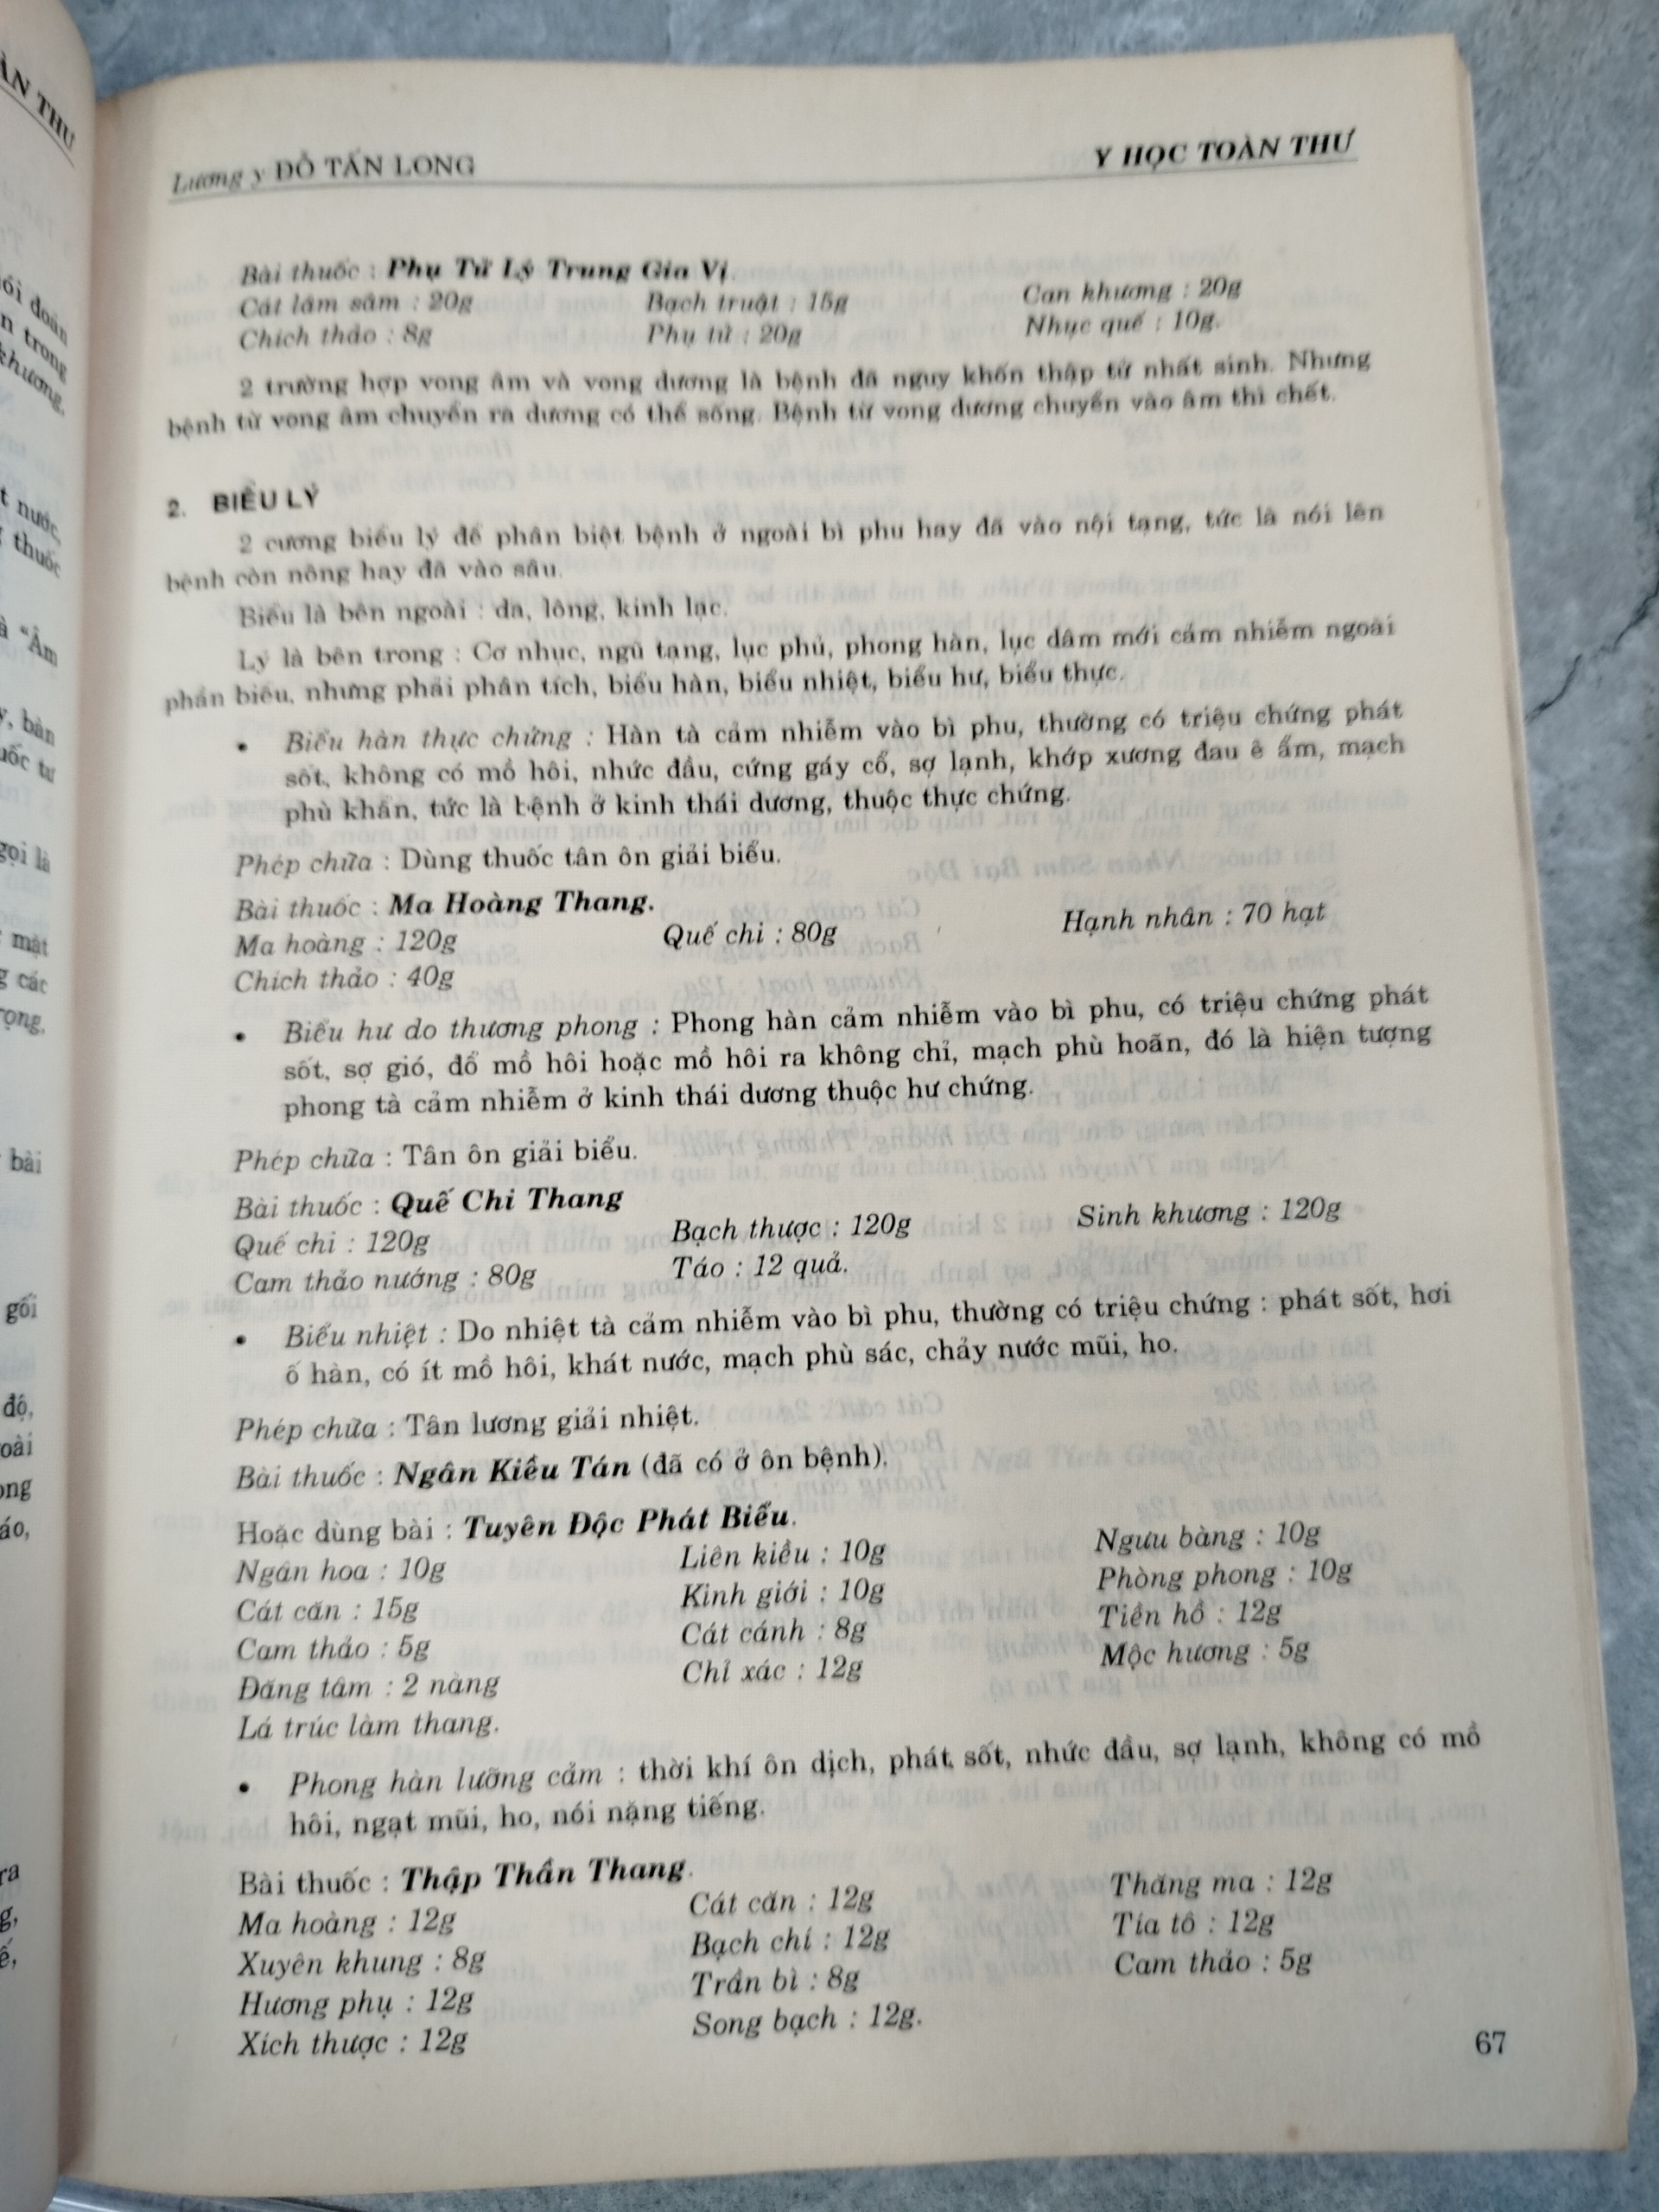 Lương y ĐỖ TẤN LONG
Y HỌC TOÀN THƯ
Bài thuốc : Phụ Tử Lý Trung Gia Vị.
Cát lâm sâm : 20g Bạch truật : 15g Can khương : 20g
Chích thảo : 8g Phụ tử : 20g Nhục quế : 10g.
2 trường hợp vong âm và vong dương là bệnh đã nguy khốn thập tử nhất sinh. Nhưng
bệnh từ vong âm chuyển ra dương có thể sống. Bệnh từ vong dương chuyển vào âm thì chết.
2. BIỂU LÝ
2 cương biểu lý để phân biệt bệnh ở ngoài bì phu hay đã vào nội tạng, tức là nói lên
bệnh còn nông hay đã vào sâu.
Biểu là bên ngoài : da, lông, kinh lạc.
Lý là bên trong : Cơ nhục, ngũ tạng, lục phủ, phong hàn, lục dâm mới cảm nhiễm ngoài
phần biểu, nhưng phải phân tích, biểu hàn, biểu nhiệt, biểu hư, biểu thực.
• Biểu hàn thực chứng : Hàn tà cảm nhiễm vào bì phu, thường có triệu chứng phát
sốt, không có mồ hôi, nhức đầu, cứng gáy cổ, sợ lạnh, khớp xương đau ê ẩm, mạch
phù khẩn, tức là bệnh ở kinh thái dương, thuộc thực chứng.
Phép chữa : Dùng thuốc tân ôn giải biểu.
Bài thuốc : Ma Hoàng Thang.
Ma hoàng : 120g Quế chi : 80g Hạnh nhân : 70 hạt
Chích thảo : 40g
• Biểu hư do thương phong : Phong hàn cảm nhiễm vào bì phu, có triệu chứng phát
sốt, sợ gió, đổ mồ hôi hoặc mồ hôi ra không chỉ, mạch phù hoãn, đó là hiện tượng
phong tà cảm nhiễm ở kinh thái dương thuộc hư chứng.
Phép chữa : Tân ôn giải biểu.
Bài thuốc : Quế Chi Thang
Quế chi : 120g Bạch thược : 120g Sinh khương : 120g
Cam thảo nướng : 80g Táo : 12 quả.
• Biểu nhiệt : Do nhiệt tà cảm nhiễm vào bì phu, thường có triệu chứng : phát sốt, hơi
ố hàn, có ít mồ hôi, khát nước, mạch phù sác, chảy nước mũi, ho.
Phép chữa : Tân lương giải nhiệt.
Bài thuốc : Ngân Kiều Tán (đã có ở ôn bệnh).
Hoặc dùng bài : Tuyên Độc Phát Biểu.
Ngân hoa : 10g Liên kiều : 10g Ngưu bàng : 10g
Cát căn : 15g Kinh giới : 10g Phòng phong : 10g
Cam thảo : 5g Cát cánh : 8g Tiền hồ : 12g
Đăng tâm : 2 nàng Chỉ xác : 12g Mộc hương : 5g
Lá trúc làm thang.
• Phong hàn lưỡng cảm : thời khí ôn dịch, phát sốt, nhức đầu, sợ lạnh, không có mồ
hôi, ngạt mũi, ho, nói nặng tiếng.
Bài thuốc : Thập Thần Thang.
Ma hoàng : 12g Cát căn : 12g Thăng ma : 12g
Xuyên khung : 8g Bạch chí : 12g Tía tô : 12g
Hương phụ : 12g Trần bì : 8g Cam thảo : 5g
Xích thược : 12g Song bạch : 12g.
67